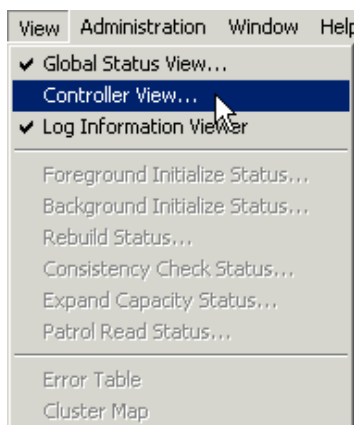 View Administration Window Help
Global Status View...
Controller View...
Log Information Viewer
Foreground Initialize Status...
Background Initialize Status...
Rebuild Status...
Consistency Check Status...
Expand Capacity Status...
Patrol Read Status...
Error Table
Cluster Map